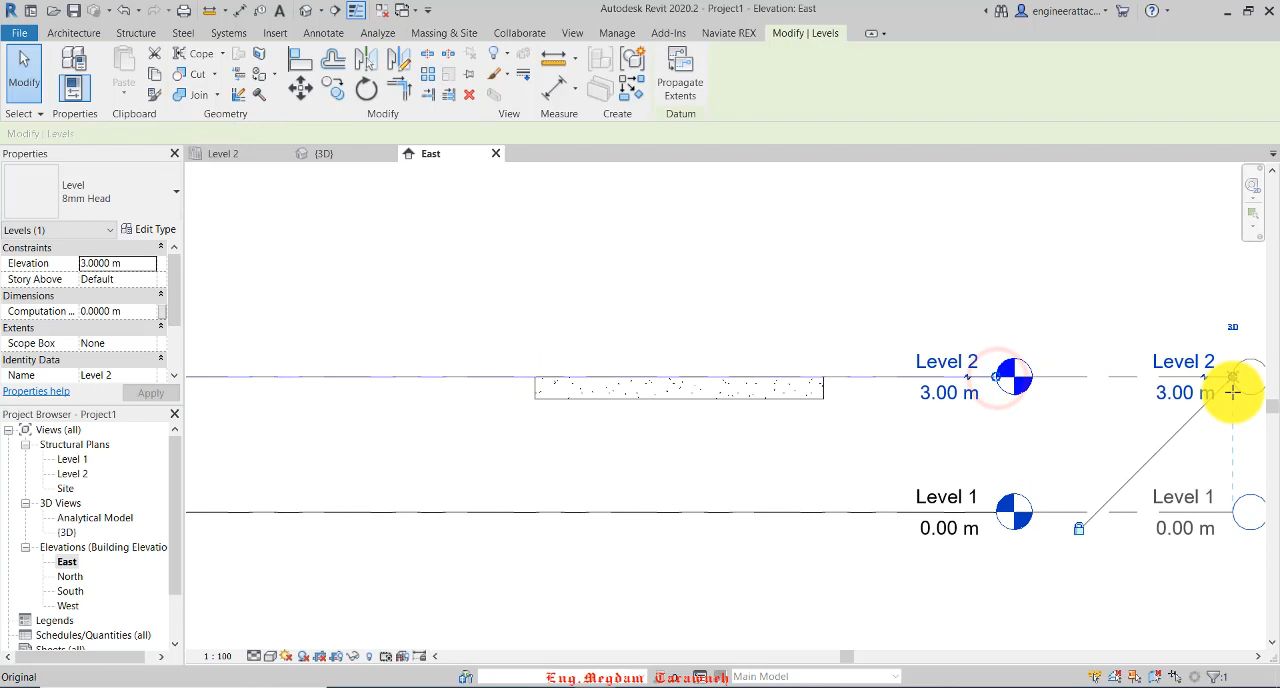 Autodesk Revit 2020.2 - Project1 - Elevation: East
engineerattac...
File Architecture Structure Steel Systems Insert Annotate Analyze Massing & Site Collaborate View Manage Add-Ins Naviate REX Modify | Levels
Modify
Paste
Cope
Cut
Join
Propagate
Extents
Select Properties Clipboard Geometry Modify View Measure Create Datum
Modify | Levels
Properties
Level 2 {3D} East
Level
8mm Head
Levels (1) Edit Type
Constraints
Elevation 3.0000 m
Story Above Default
Dimensions
Computation ... 0.0000 m
Extents
Scope Box None
Identity Data
Name Level 2
Properties help Apply
Project Browser - Project1
Views (all)
Structural Plans
Level 1
Level 2
Site
3D Views
Analytical Model
{3D}
Elevations (Building Elevatio
East
North
South
West
Legends
Schedules/Quantities (all)
3D
Level 2 Level 2
3.00 m 3.00 m
Level 1 Level 1
0.00 m 0.00 m
1 : 100
Original
Eng.Meqdam Tarawneh
Main Model
:1